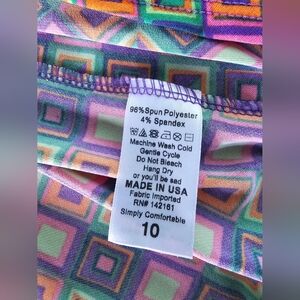 96%Spun Polyester
4% Spandex
Machine Wash Cold
Gentle Cycle
Do Not Bleach
Hang Dry
or you'll be sad
MADE IN USA
Fabric Imported
RN# 142161
Simply Comfortable
10